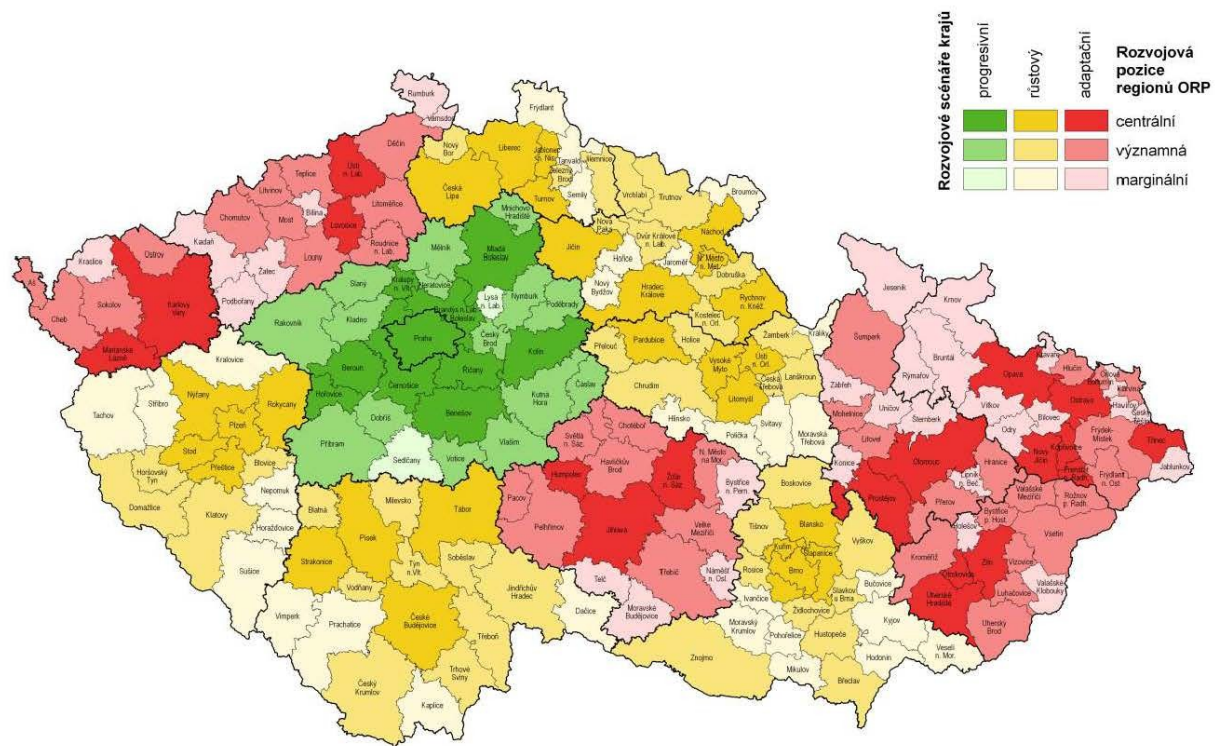 Rozvojové scénáře krajů
progresivní
růstový
adaptační
Rozvojová
pozice
regionů ORP
centrální
významná
marginální
Rumburk
Varnsdorf
Děčín
Ústí
n. Lab.
Teplice
Litvínov
Bílina
Most
Chomutov
Litoměřice
Lovosice
Roudnice
n. Lab.
Louny
Žatec
Kadaň
Podbořany
Kraslice
Ostrov
Karlovy
Vary
Sokolov
Aš
Cheb
Mariánské
Lázně
Frýdlant
Nový
Bor
Liberec
Jablonec
n. Nis.
Tanvald
Železný
Brod
Semily
Jilemnice
Česká
Lípa
Turnov
Vrchlabí
Trutnov
Broumov
Nová
Paka
Dvůr Králové
n. Lab.
Náchod
Jičín
Hořice
Jaroměř
N. Město
n. Met.
Nový
Bydžov
Dobruška
Hradec
Králové
Rychnov
n. Kněž.
Kostelec
n. Orl.
Mnichovo
Hradiště
Mělník
Mladá
Boleslav
Slaný
Kralupy
n. Vlt.
Neratovice
Lysá
n. Lab.
Nymburk
Poděbrady
Rakovník
Kladno
Brandýs n. Lab.
Praha
Český
Brod
Kolín
Beroun
Černošice
Říčany
Hořovice
Kutná
Hora
Čáslav
Benešov
Dobříš
Příbram
Sedlčany
Votice
Vlašim
Kralovice
Tachov
Stříbro
Nýřany
Plzeň
Rokycany
Stod
Přeštice
Blovice
Horšovský
Týn
Nepomuk
Domažlice
Klatovy
Horažďovice
Sušice
Blatná
Milevsko
Tábor
Písek
Strakonice
Vodňany
Týn
n. Vlt.
Soběslav
Jindřichův
Hradec
Dačice
Vimperk
Prachatice
České
Budějovice
Třeboň
Trhové
Sviny
Český
Krumlov
Kaplice
Přelouč
Pardubice
Holice
Žamberk
Králíky
Vysoké
Mýto
Ústí
n. Orl.
Česká
Třebová
Lanškroun
Chrudim
Litomyšl
Hlinsko
Polička
Svitavy
Moravská
Třebová
Světlá
n. Sáz.
Chotěboř
Havlíčkův
Brod
Žďár
n. Sáz.
N. Město
na Mor.
Humpolec
Bystřice
n. Pern.
Pacov
Pelhřimov
Jihlava
Velké
Meziříčí
Třebíč
Náměšť
n. Osl.
Telč
Moravské
Budějovice
Boskovice
Tišnov
Blansko
Vyškov
Kuřim
Šlapanice
Rosice
Brno
Slavkov
u Brna
Bučovice
Ivančice
Židlochovice
Moravský
Krumlov
Pohořelice
Hustopeče
Kyjov
Veselí
n. Mor.
Hodonín
Mikulov
Znojmo
Břeclav
Jeseník
Krnov
Šumperk
Bruntál
Rýmařov
Zábřeh
Mohelnice
Uničov
Šternberk
Litovel
Konice
Olomouc
Lipník
n. Beč.
Hranice
Přerov
Prostějov
Opava
Kravaře
Hlučín
Ostrava
Bohumín
Orlová
Karviná
Havířov
Český
Těšín
Vítkov
Odry
Bílovec
Nový
Jičín
Kopřivnice
Frýdek-
Místek
Třinec
Jablunkov
Frenštát
p. Radh.
Frýdlant
n. Ost.
Valašské
Meziříčí
Rožnov
p. Radh.
Bystřice
p. Host.
Holešov
Vsetín
Kroměříž
Otrokovice
Zlín
Vizovice
Luhačovice
Valašské
Klobouky
Uherské
Hradiště
Uherský
Brod